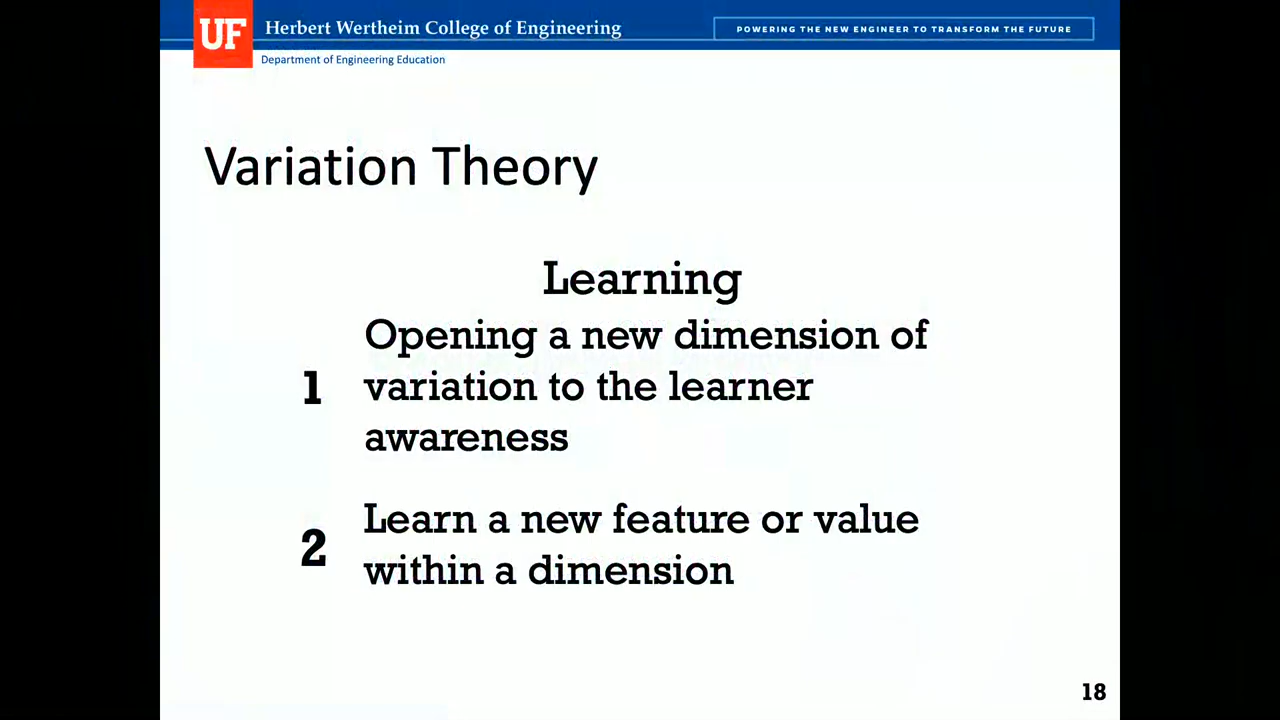 UF
Herbert Wertheim College of Engineering
POWERING THE NEW ENGINEER TO TRANSFORM THE FUTURE
Department of Engineering Education
Variation Theory
Learning
1
Opening a new dimension of
variation to the learner
awareness
2
Learn a new feature or value
within a dimension
18